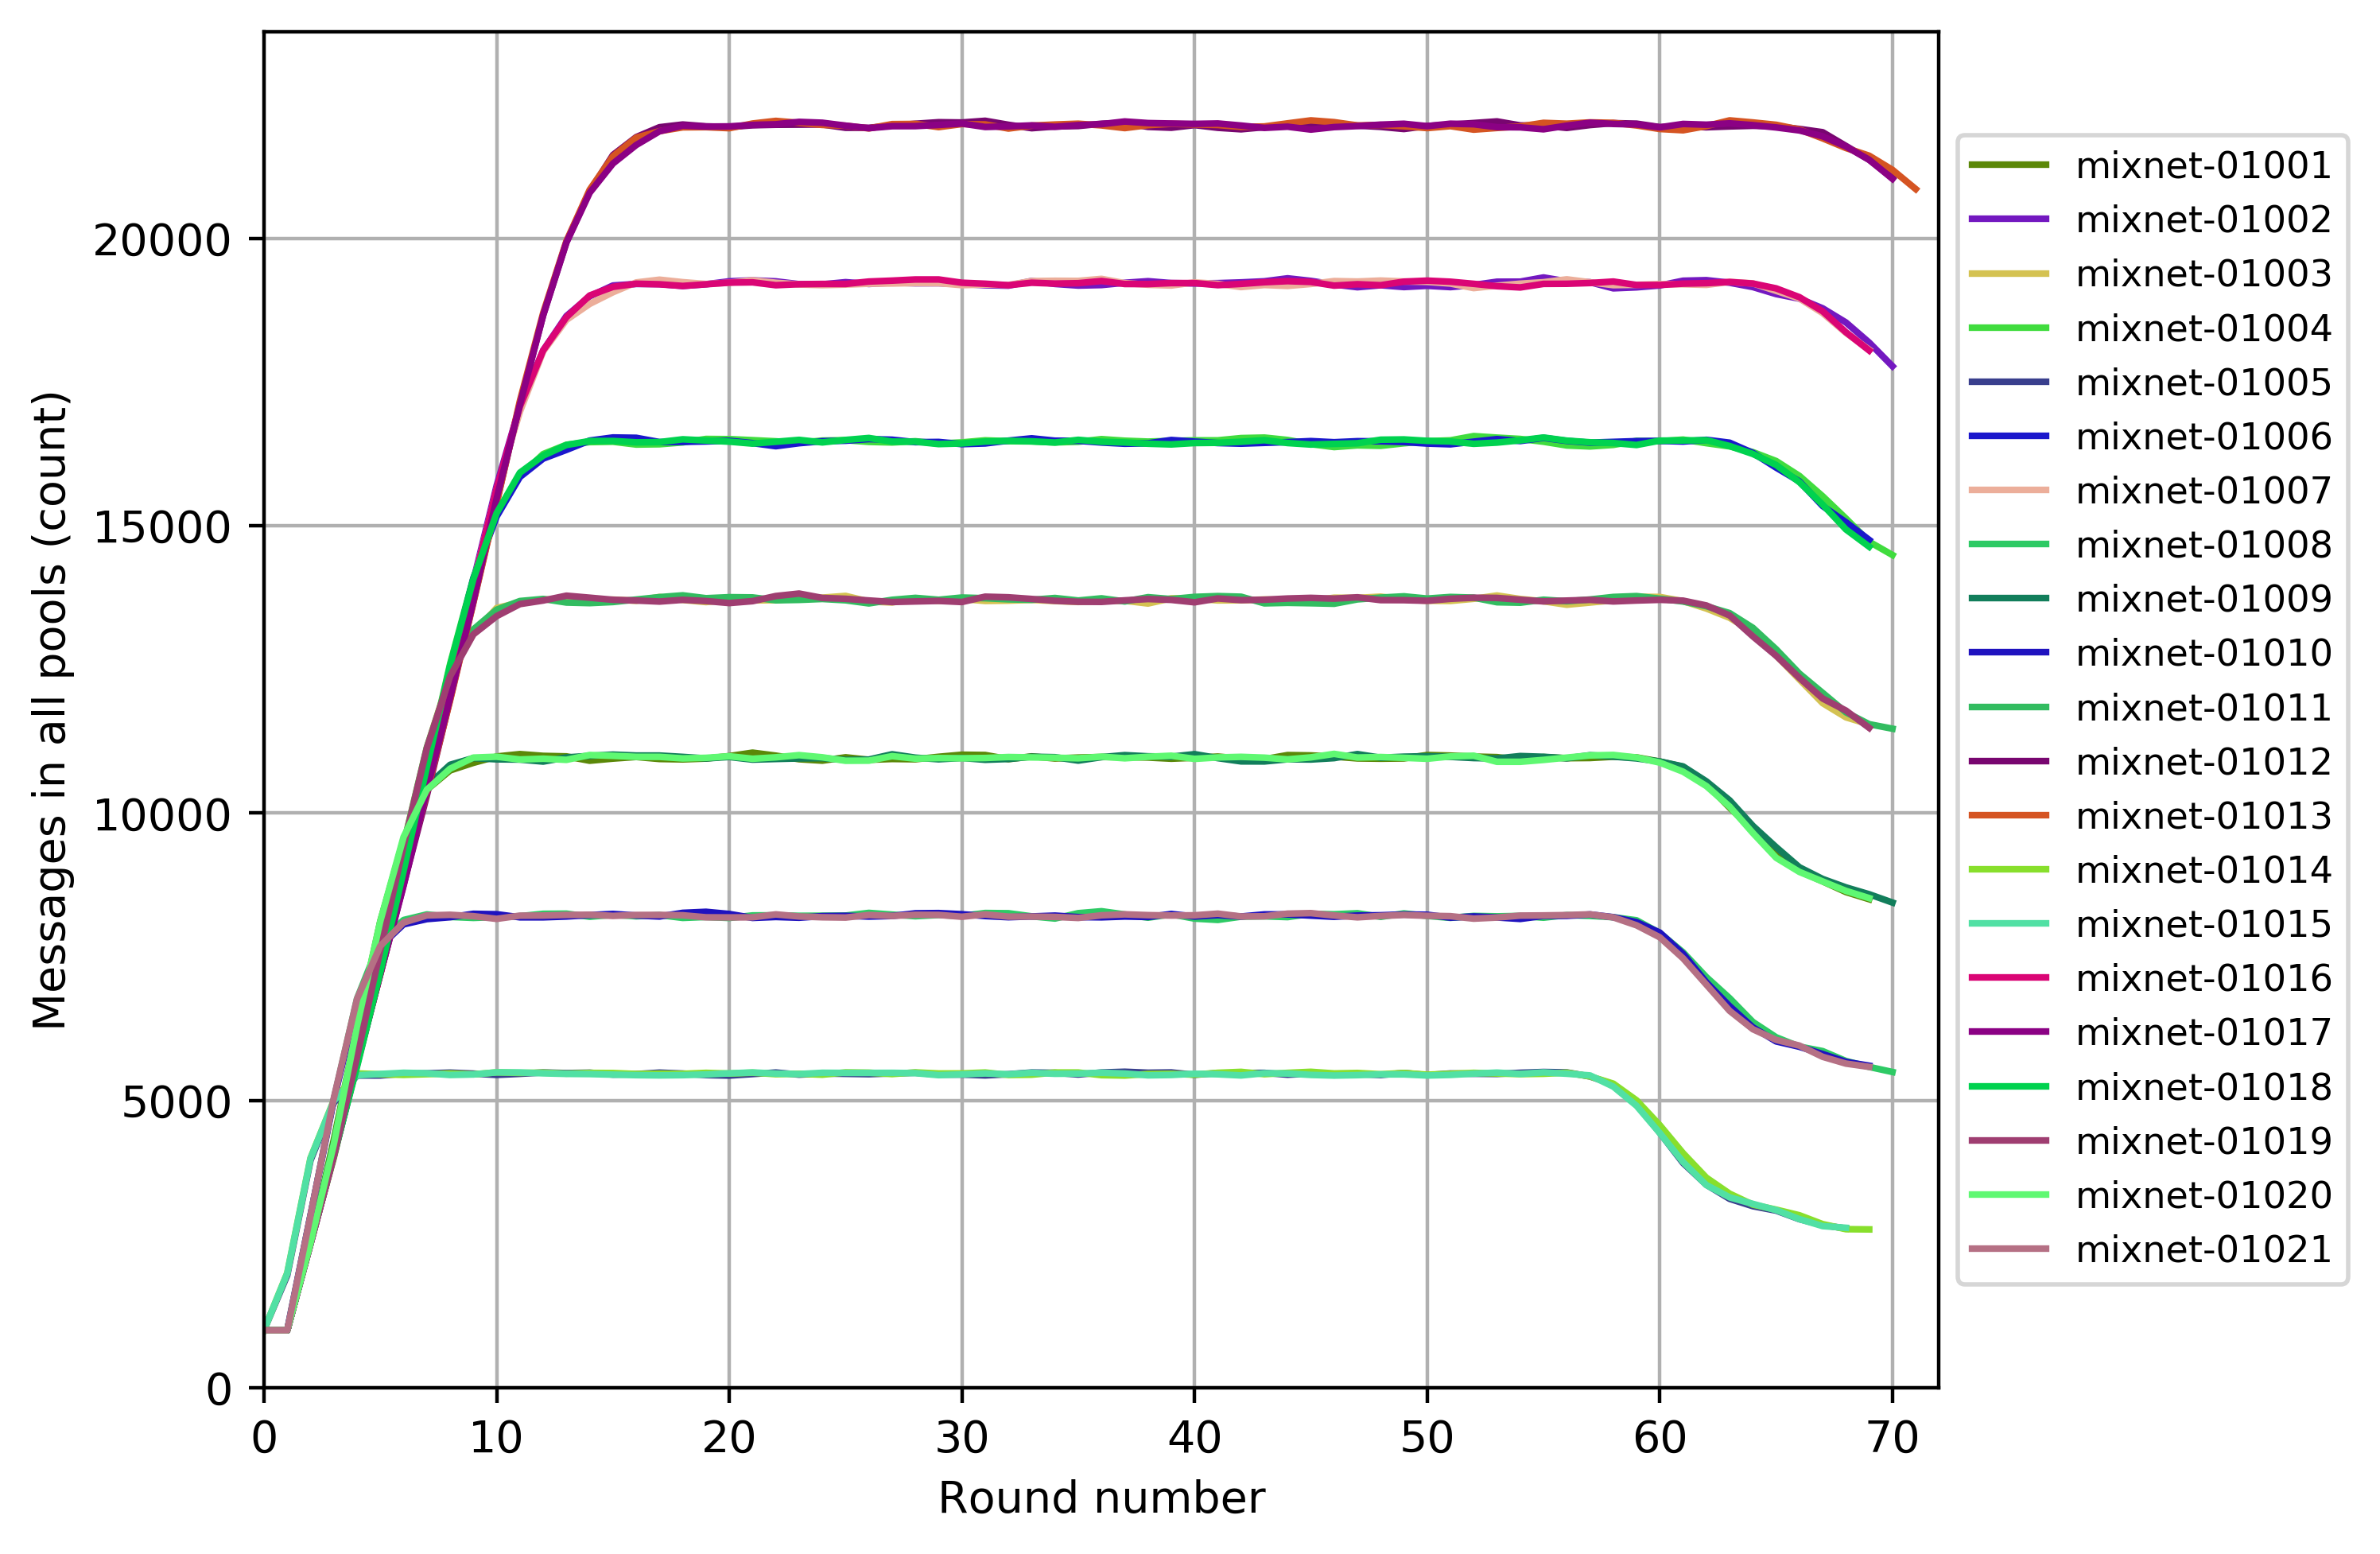 Messages in all pools (count)
20000
15000
10000
5000
0
0 10 20 30 40 50 60 70
Round number
mixnet-01001
mixnet-01002
mixnet-01003
mixnet-01004
mixnet-01005
mixnet-01006
mixnet-01007
mixnet-01008
mixnet-01009
mixnet-01010
mixnet-01011
mixnet-01012
mixnet-01013
mixnet-01014
mixnet-01015
mixnet-01016
mixnet-01017
mixnet-01018
mixnet-01019
mixnet-01020
mixnet-01021